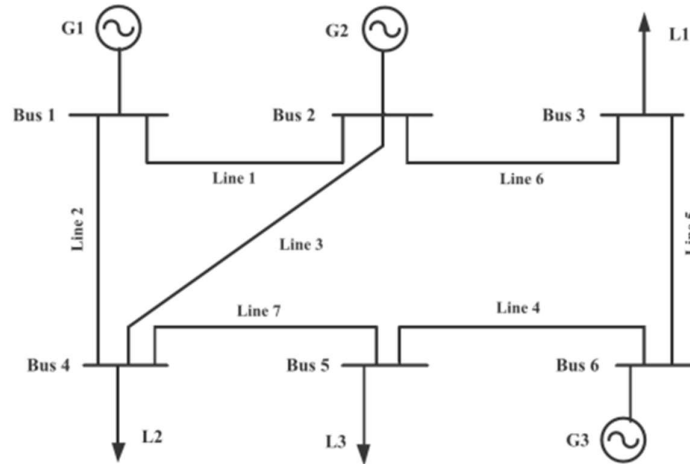 G1
G2
L1
Bus 1
Bus 2
Bus 3
Line 1
Line 6
Line 2
Line 3
Line 7
Line 4
Bus 4
Bus 5
Bus 6
L2
L3
G3